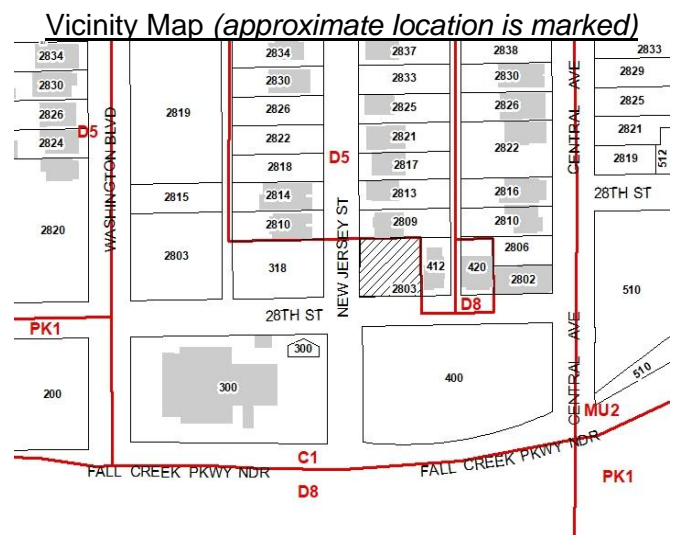 Vicinity Map (approximate location is marked)
2834
2830
2826
2824
D5
2820
PK1
200
WASHINGTON BLVD
2819
2815
2803
2834
2830
2826
2822
2818
2814
2810
318
D5
NEW JERSEY ST
2837
2833
2825
2821
2817
2813
2809
2803
412
420
D8
2838
2830
2826
2822
2816
2810
2806
2802
CENTRAL AVE
2833
2829
2825
2821
2819
512
28TH ST
510
28TH ST
300
300
400
CENTRAL AVE
510
MU2
C1
FALL CREEK PKWY NDR
FALL CREEK PKWY NDR
D8
PK1